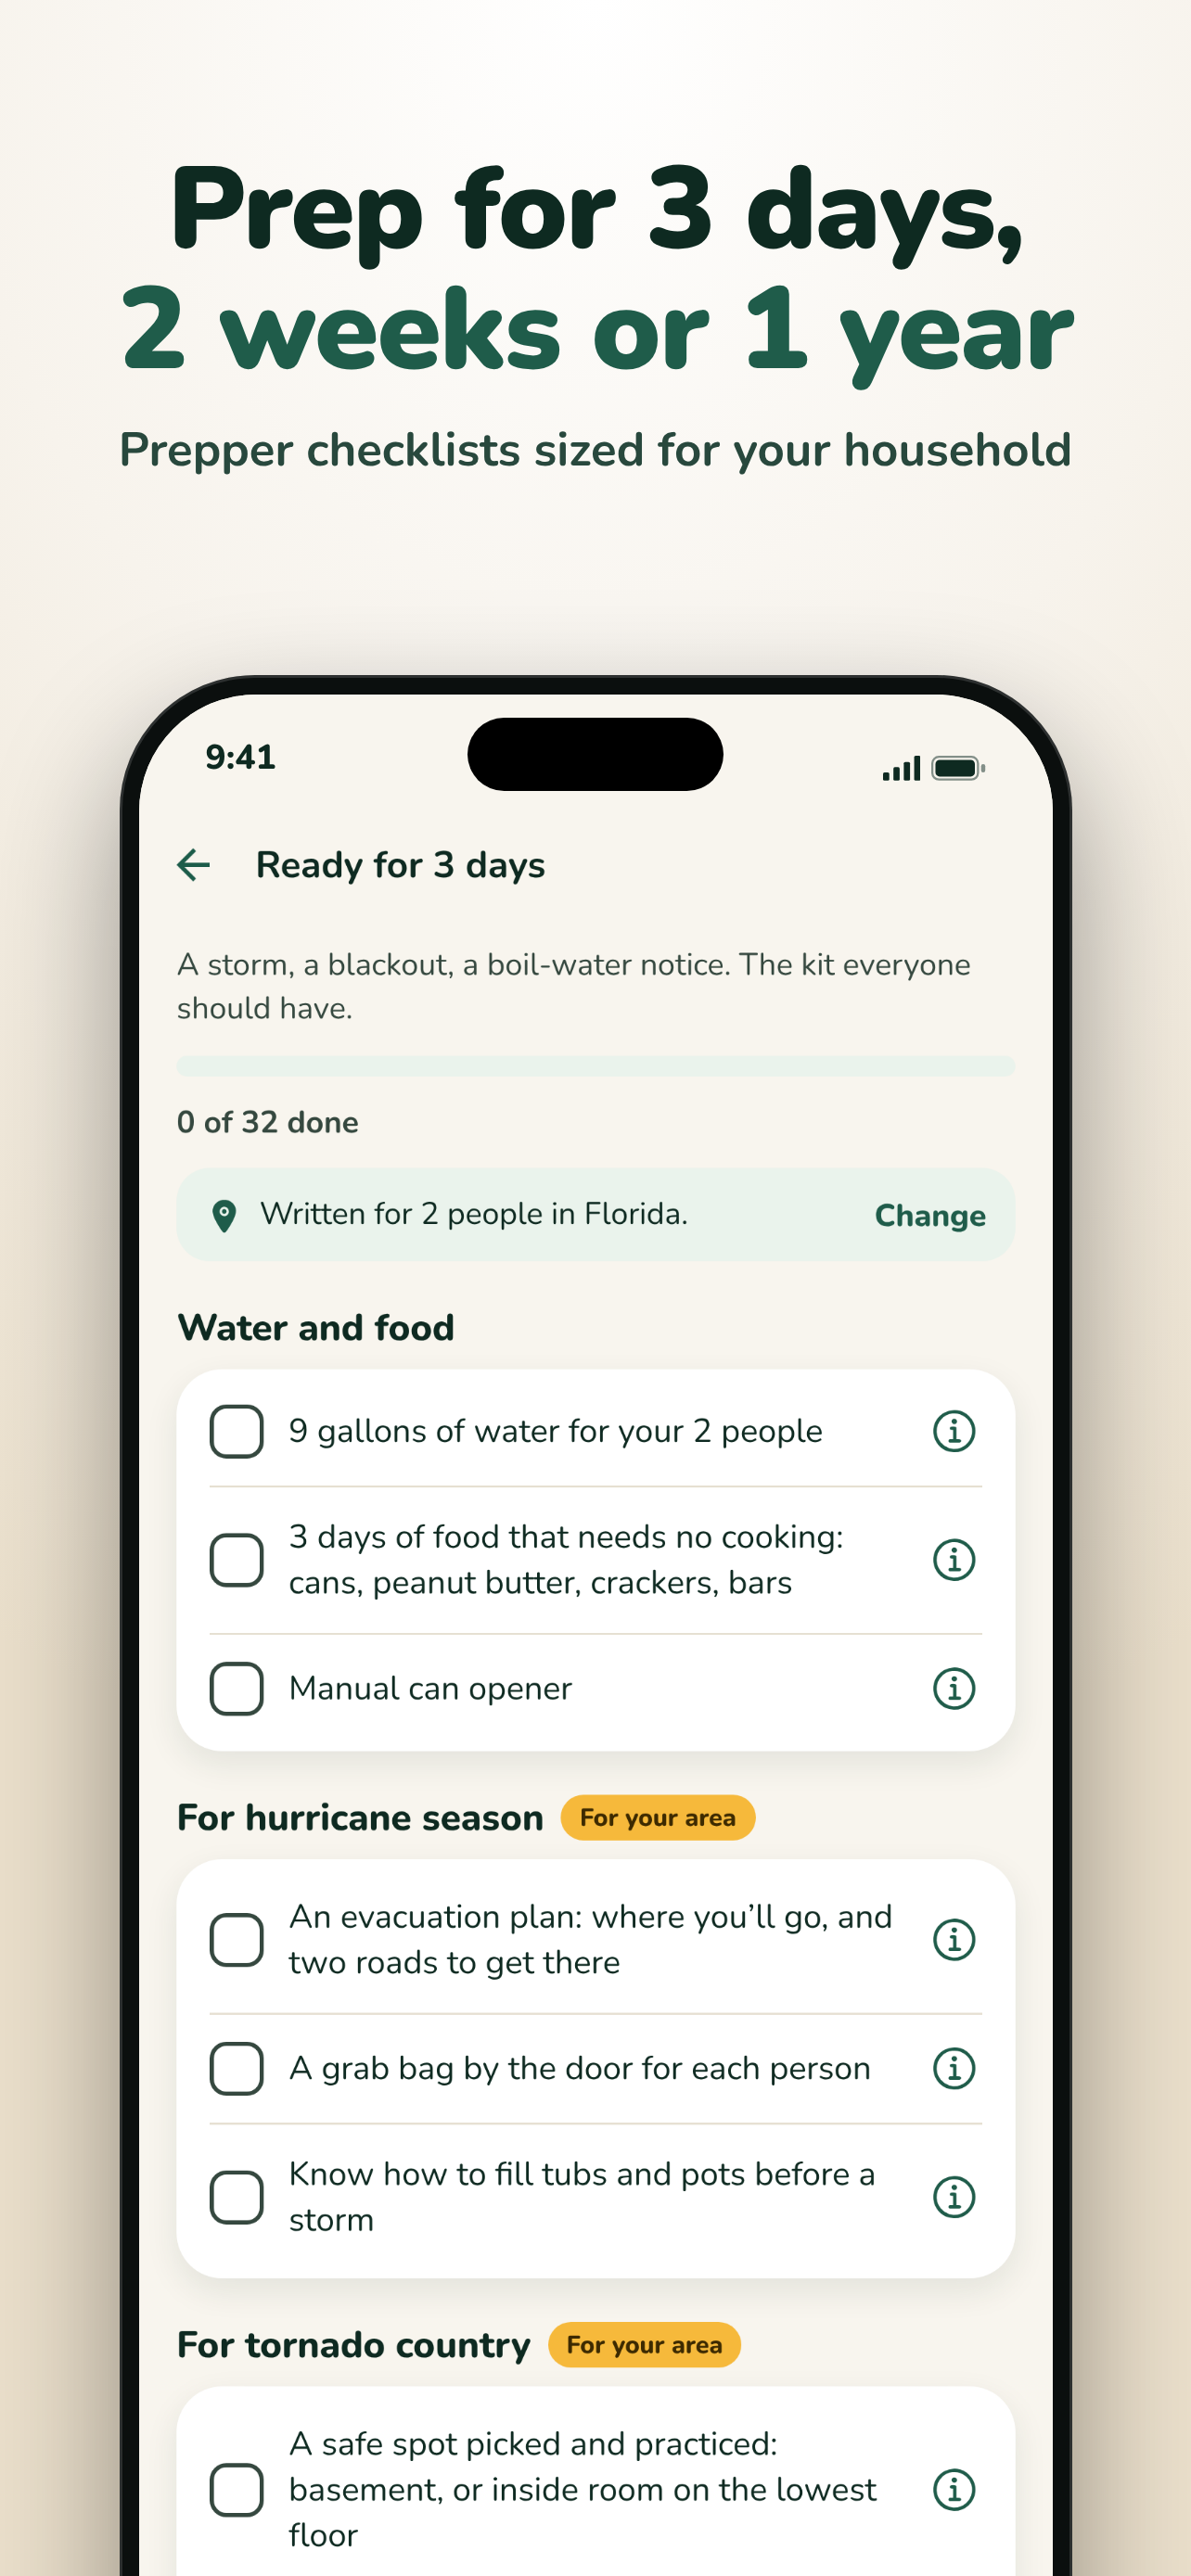 Prep for 3 days,
2 weeks or 1 year
Prepper checklists sized for your household
9:41
Ready for 3 days
A storm, a blackout, a boil-water notice. The kit everyone
should have.
0 of 32 done
Written for 2 people in Florida.
Change
Water and food
9 gallons of water for your 2 people
3 days of food that needs no cooking:
cans, peanut butter, crackers, bars
Manual can opener
For hurricane season
For your area
An evacuation plan: where you’ll go, and
two roads to get there
A grab bag by the door for each person
Know how to fill tubs and pots before a
storm
For tornado country
For your area
A safe spot picked and practiced:
basement, or inside room on the lowest
floor